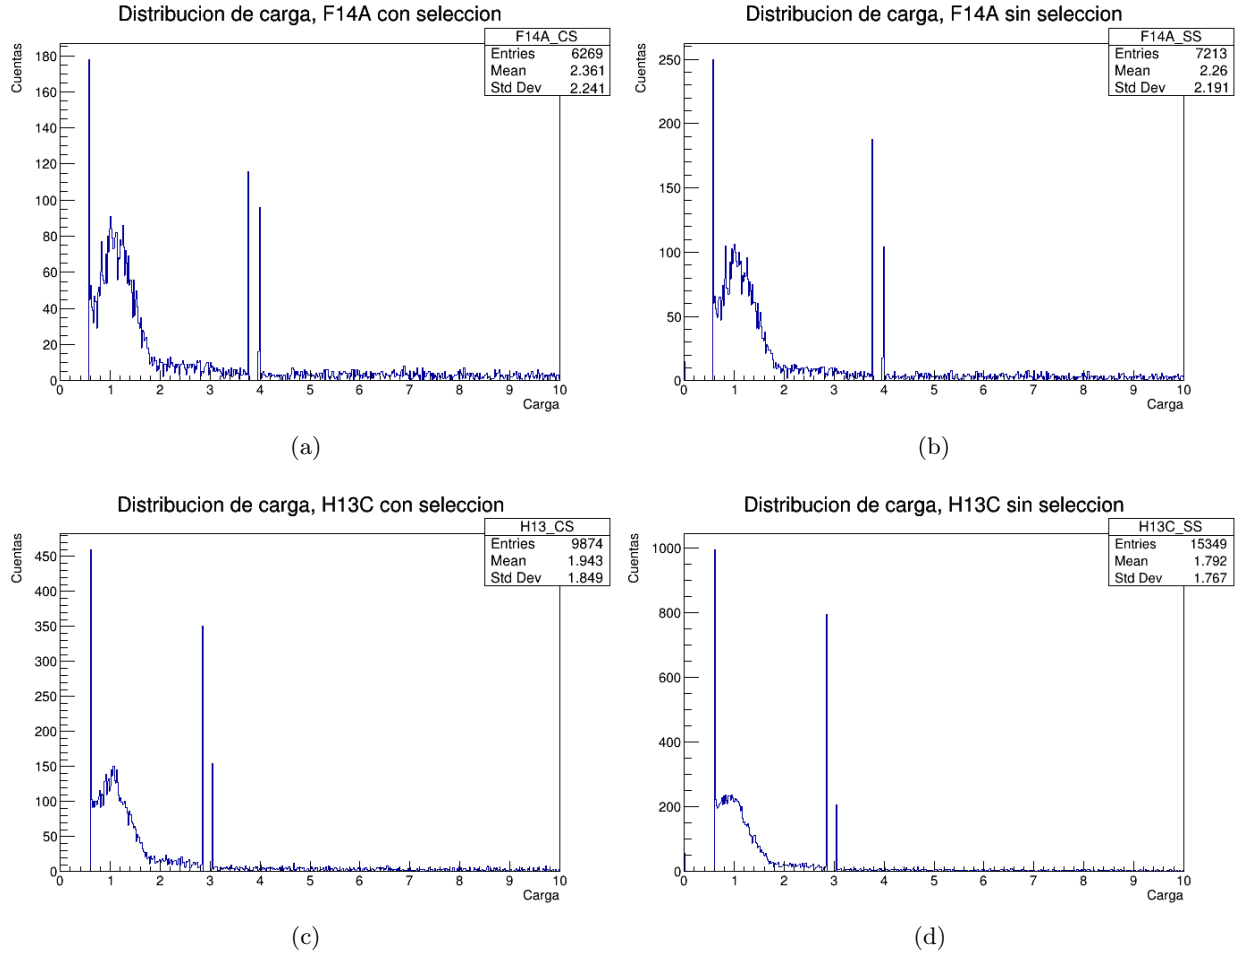 Distribucion de carga, F14A con seleccion
F14A_CS
Entries 6269
Mean 2.361
Std Dev 2.241
Cuentas
180
160
140
120
100
80
60
40
20
0
0 1 2 3 4 5 6 7 8 9 10
Carga
(a)
Distribucion de carga, F14A sin seleccion
F14A_SS
Entries 7213
Mean 2.26
Std Dev 2.191
Cuentas
250
200
150
100
50
0
0 1 2 3 4 5 6 7 8 9 10
Carga
(b)
Distribucion de carga, H13C con seleccion
H13_CS
Entries 9874
Mean 1.943
Std Dev 1.849
Cuentas
450
400
350
300
250
200
150
100
50
0
0 1 2 3 4 5 6 7 8 9 10
Carga
(c)
Distribucion de carga, H13C sin seleccion
H13C_SS
Entries 15349
Mean 1.792
Std Dev 1.767
Cuentas
1000
800
600
400
200
0
0 1 2 3 4 5 6 7 8 9 10
Carga
(d)